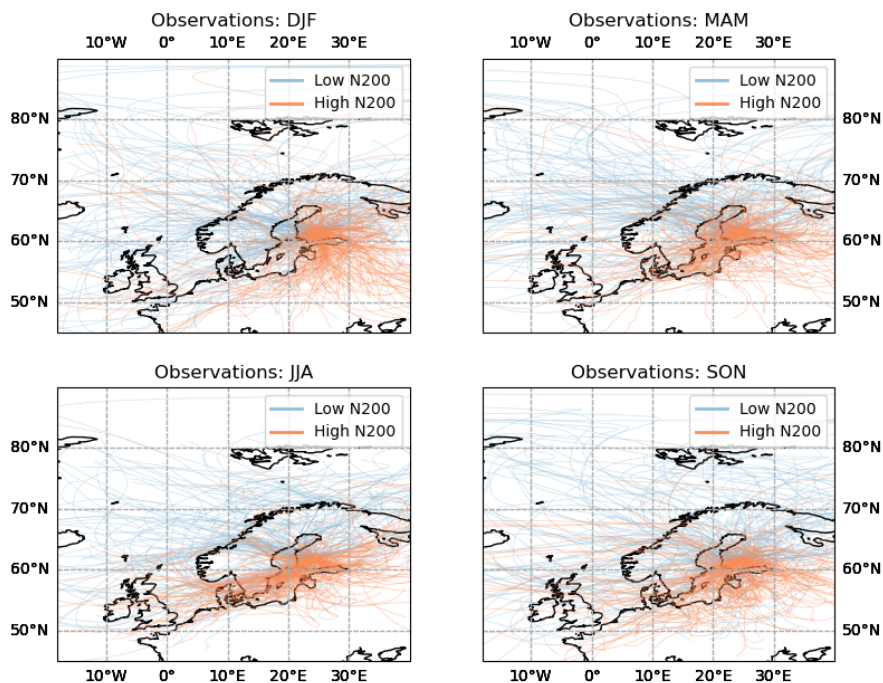 Observations: DJF
Observations: MAM
10°W 0° 10°E 20°E 30°E
10°W 0° 10°E 20°E 30°E
Low N200
High N200
Low N200
High N200
80°N
80°N
70°N
70°N
60°N
60°N
50°N
50°N
Observations: JJA
Observations: SON
Low N200
High N200
Low N200
High N200
80°N
80°N
70°N
70°N
60°N
60°N
50°N
50°N
10°W 0° 10°E 20°E 30°E
10°W 0° 10°E 20°E 30°E